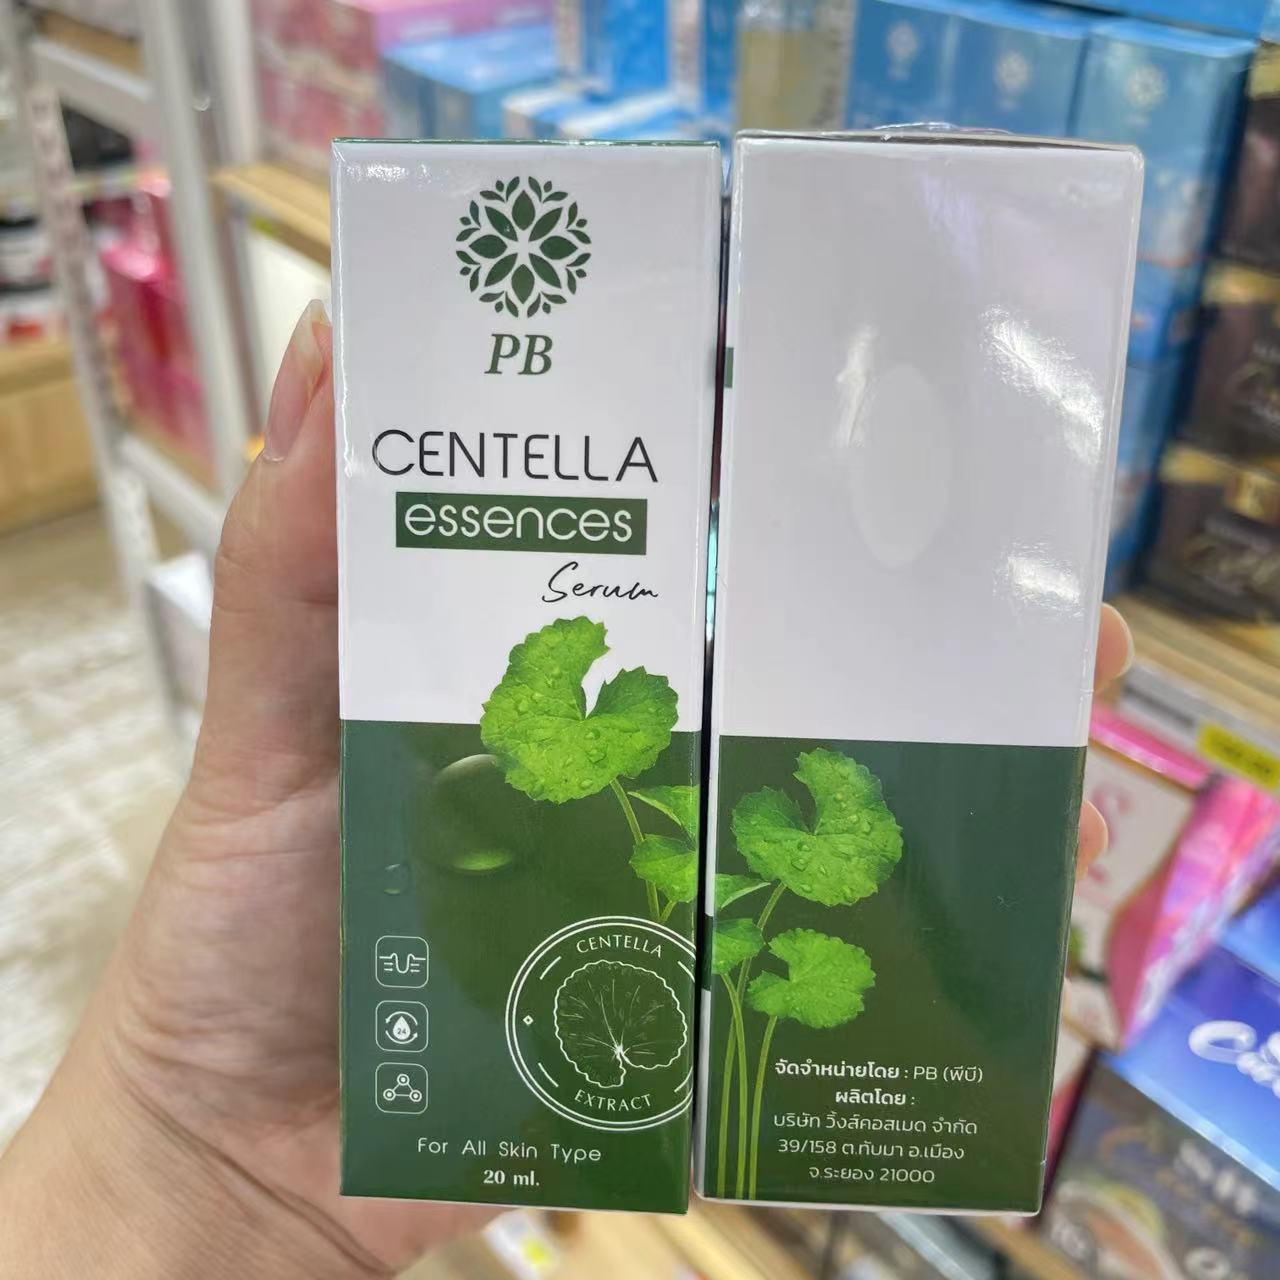 PB
CENTELLA
essences
Serum
24
CENTELLA
EXTRACT
For All Skin Type
20 ml.
จัดจำหน่ายโดย : PB (พีบี)
ผลิตโดย :
บริษัท วิ้งส์คอสเมด จำกัด
39/158 ต.ทับมา อ.เมือง
จ.ระยอง 21000